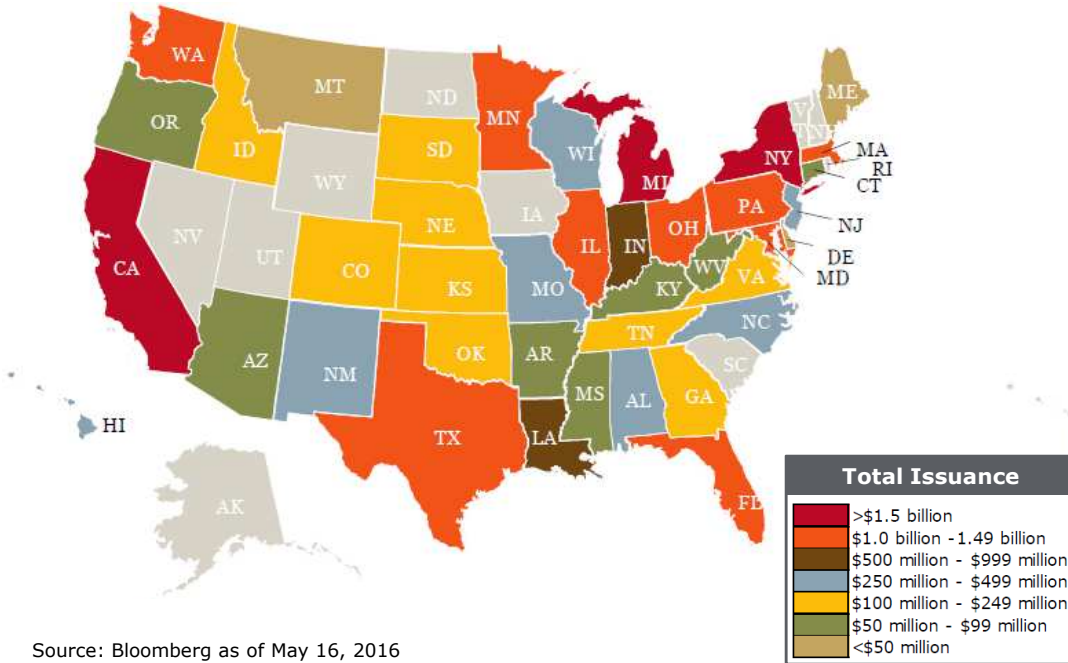 WA
MT
ND
MN
ME
OR
ID
SD
WI
VT
NH
NY
MA
RI
CT
WY
MI
NE
IA
PA
NJ
NV
UT
CO
IL
IN
OH
DE
MD
CA
KS
MO
KY
WV
VA
AZ
NM
OK
AR
TN
NC
SC
MS
AL
GA
TX
LA
HI
AK
FL
Total Issuance
>$1.5 billion
$1.0 billion -1.49 billion
$500 million - $999 million
$250 million - $499 million
$100 million - $249 million
$50 million - $99 million
<$50 million
Source: Bloomberg as of May 16, 2016